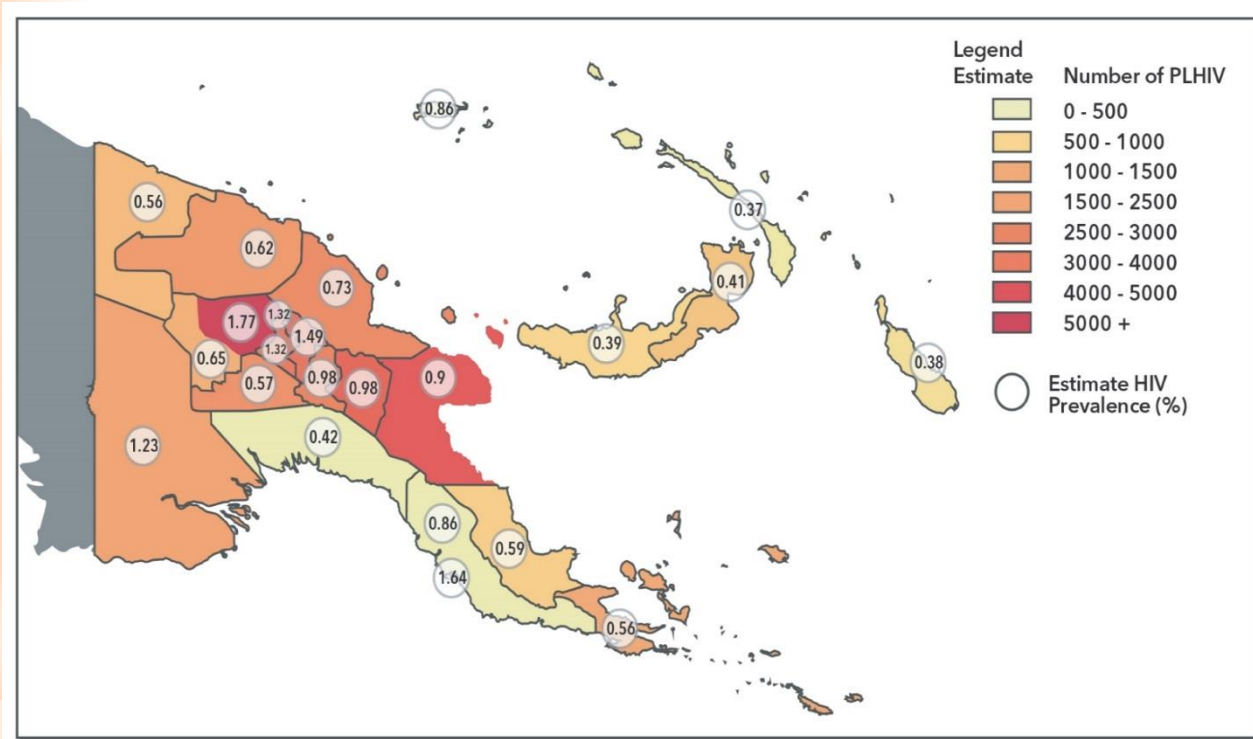 Legend
Estimate Number of PLHIV
0 - 500
500 - 1000
1000 - 1500
1500 - 2500
2500 - 3000
3000 - 4000
4000 - 5000
5000 +
Estimate HIV
Prevalence (%)
0.86
0.56
0.37
0.62
0.41
0.73
1.77
1.32
1.49
0.39
1.32
0.65
0.98
0.98
0.9
0.38
0.57
0.42
1.23
0.86
0.59
1.64
0.56